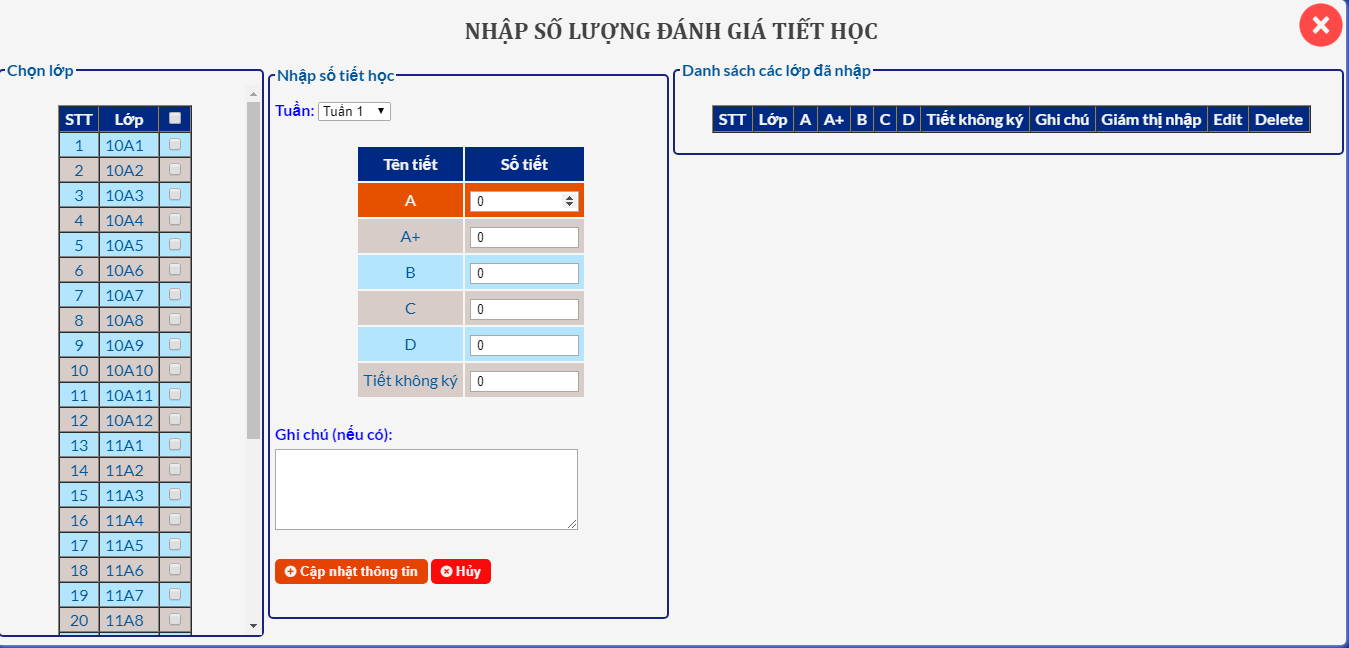 NHẬP SỐ LƯỢNG ĐÁNH GIÁ TIẾT HỌC
Chọn lớp
STT Lớp
1 10A1
2 10A2
3 10A3
4 10A4
5 10A5
6 10A6
7 10A7
8 10A8
9 10A9
10 10A10
11 10A11
12 10A12
13 11A1
14 11A2
15 11A3
16 11A4
17 11A5
18 11A6
19 11A7
20 11A8
Nhập số tiết học
Tuần: Tuần 1
Tên tiết Số tiết
A 0
A+ 0
B 0
C 0
D 0
Tiết không ký 0
Ghi chú (nếu có):
Cập nhật thông tin Hủy
Danh sách các lớp đã nhập
STT Lớp A A+ B C D Tiết không ký Ghi chú Giám thị nhập Edit Delete